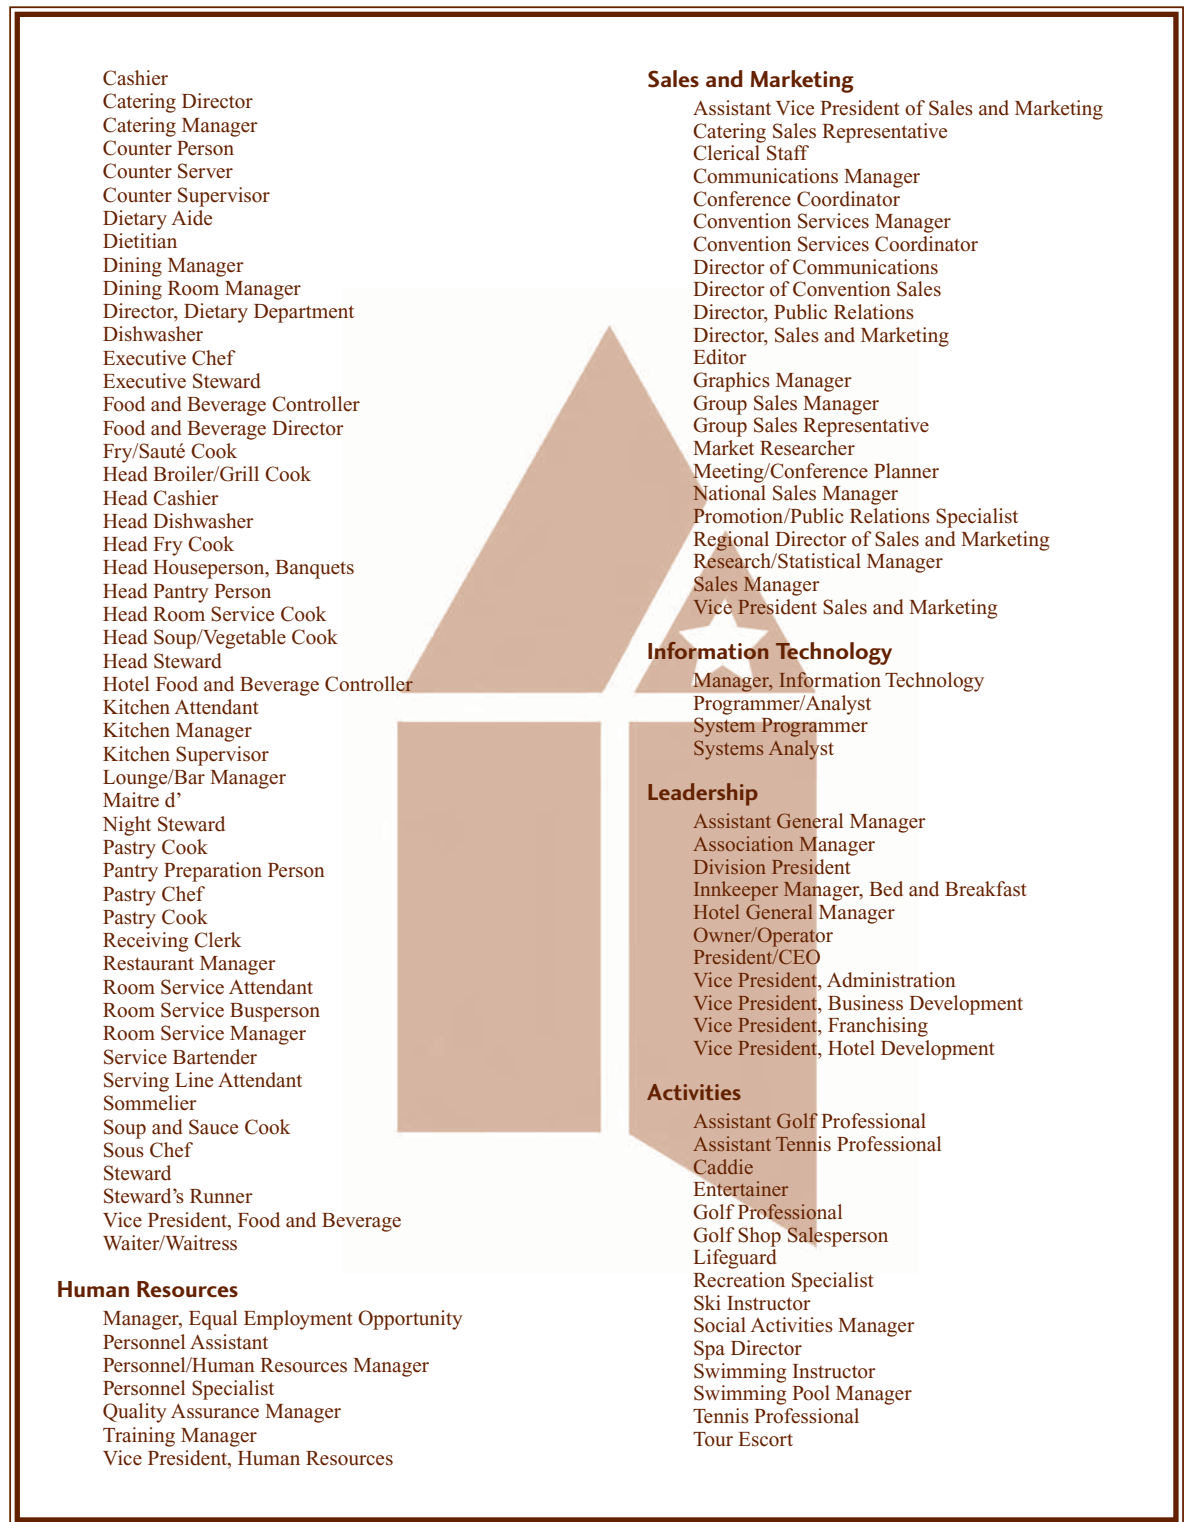 Cashier
Catering Director
Catering Manager
Counter Person
Counter Server
Counter Supervisor
Dietary Aide
Dietitian
Dining Manager
Dining Room Manager
Director, Dietary Department
Dishwasher
Executive Chef
Executive Steward
Food and Beverage Controller
Food and Beverage Director
Fry/Sauté Cook
Head Broiler/Grill Cook
Head Cashier
Head Dishwasher
Head Fry Cook
Head Houseperson, Banquets
Head Pantry Person
Head Room Service Cook
Head Soup/Vegetable Cook
Head Steward
Hotel Food and Beverage Controller
Kitchen Attendant
Kitchen Manager
Kitchen Supervisor
Lounge/Bar Manager
Maitre d’
Night Steward
Pastry Cook
Pantry Preparation Person
Pastry Chef
Pastry Cook
Receiving Clerk
Restaurant Manager
Room Service Attendant
Room Service Busperson
Room Service Manager
Service Bartender
Serving Line Attendant
Sommelier
Soup and Sauce Cook
Sous Chef
Steward
Steward’s Runner
Vice President, Food and Beverage
Waiter/Waitress
Human Resources
Manager, Equal Employment Opportunity
Personnel Assistant
Personnel/Human Resources Manager
Personnel Specialist
Quality Assurance Manager
Training Manager
Vice President, Human Resources
Sales and Marketing
Assistant Vice President of Sales and Marketing
Catering Sales Representative
Clerical Staff
Communications Manager
Conference Coordinator
Convention Services Manager
Convention Services Coordinator
Director of Communications
Director of Convention Sales
Director, Public Relations
Director, Sales and Marketing
Editor
Graphics Manager
Group Sales Manager
Group Sales Representative
Market Researcher
Meeting/Conference Planner
National Sales Manager
Promotion/Public Relations Specialist
Regional Director of Sales and Marketing
Research/Statistical Manager
Sales Manager
Vice President Sales and Marketing
Information Technology
Manager, Information Technology
Programmer/Analyst
System Programmer
Systems Analyst
Leadership
Assistant General Manager
Association Manager
Division President
Innkeeper Manager, Bed and Breakfast
Hotel General Manager
Owner/Operator
President/CEO
Vice President, Administration
Vice President, Business Development
Vice President, Franchising
Vice President, Hotel Development
Activities
Assistant Golf Professional
Assistant Tennis Professional
Caddie
Entertainer
Golf Professional
Golf Shop Salesperson
Lifeguard
Recreation Specialist
Ski Instructor
Social Activities Manager
Spa Director
Swimming Instructor
Swimming Pool Manager
Tennis Professional
Tour Escort